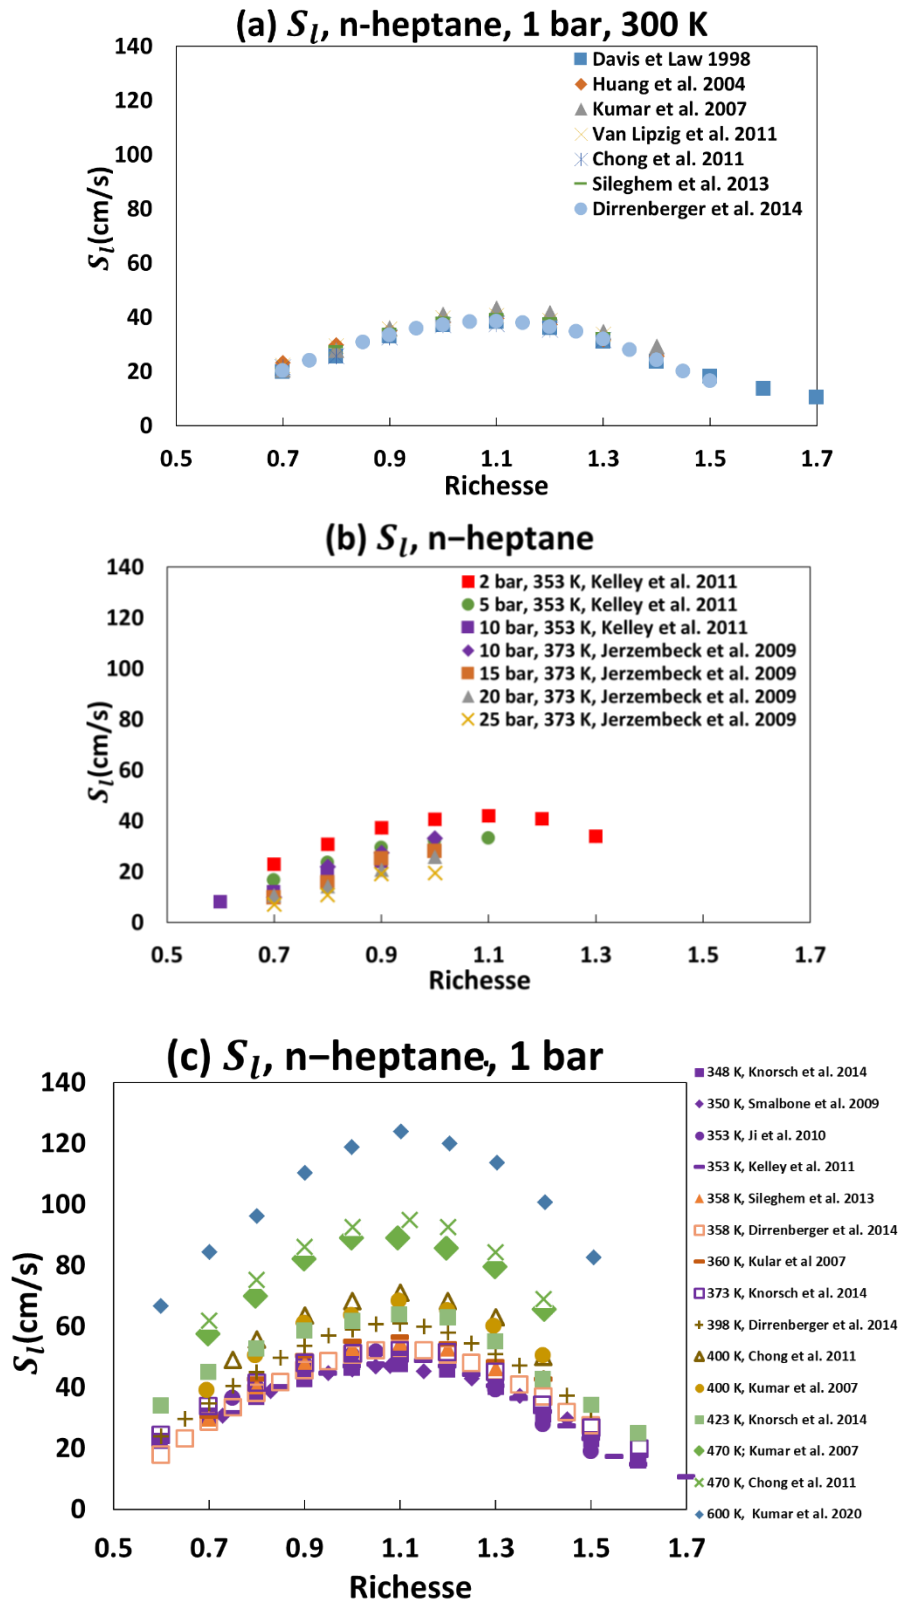 (a) S_l, n-heptane, 1 bar, 300 K
140
120
100
80
60
40
20
0
S_l(cm/s)
Davis et Law 1998
Huang et al. 2004
Kumar et al. 2007
Van Lipzig et al. 2011
Chong et al. 2011
Sileghem et al. 2013
Dirrenberger et al. 2014
0.5 0.7 0.9 1.1 1.3 1.5 1.7
Richesse
(b) S_l, n−heptane
140
120
100
80
60
40
20
0
S_l(cm/s)
2 bar, 353 K, Kelley et al. 2011
5 bar, 353 K, Kelley et al. 2011
10 bar, 353 K, Kelley et al. 2011
10 bar, 373 K, Jerzembeck et al. 2009
15 bar, 373 K, Jerzembeck et al. 2009
20 bar, 373 K, Jerzembeck et al. 2009
25 bar, 373 K, Jerzembeck et al. 2009
0.5 0.7 0.9 1.1 1.3 1.5 1.7
Richesse
(c) S_l, n−heptane, 1 bar
140
120
100
80
60
40
20
0
S_l(cm/s)
348 K, Knorsch et al. 2014
350 K, Smalbone et al. 2009
353 K, Ji et al. 2010
353 K, Kelley et al. 2011
358 K, Sileghem et al. 2013
358 K, Dirrenberger et al. 2014
360 K, Kular et al 2007
373 K, Knorsch et al. 2014
398 K, Dirrenberger et al. 2014
400 K, Chong et al. 2011
400 K, Kumar et al. 2007
423 K, Knorsch et al. 2014
470 K; Kumar et al. 2007
470 K, Chong et al. 2011
600 K, Kumar et al. 2020
0.5 0.7 0.9 1.1 1.3 1.5 1.7
Richesse